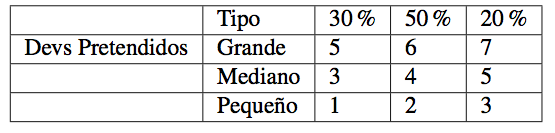 Tipo 30 % 50 % 20 %
Devs Pretendidos Grande 5 6 7
Mediano 3 4 5
Pequeño 1 2 3